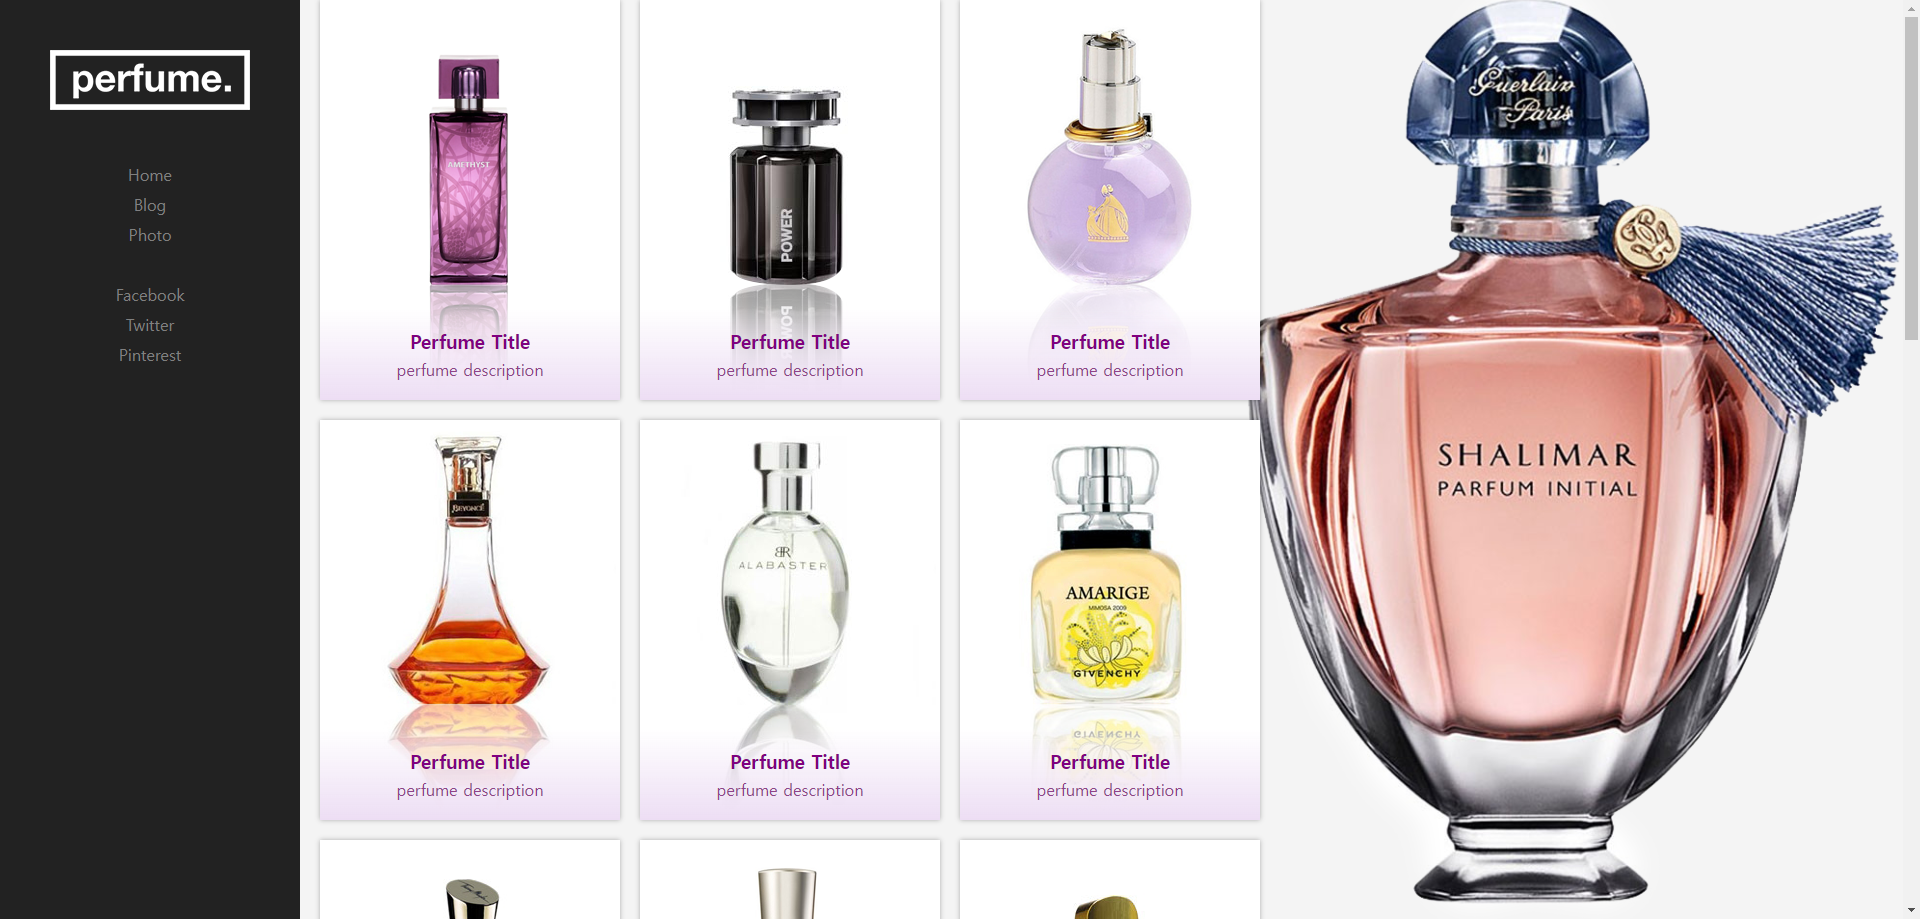 perfume.
Home
Blog
Photo
Facebook
Twitter
Pinterest
AMETHYST
POWER
POWER
Perfume Title
perfume description
Perfume Title
perfume description
Perfume Title
perfume description
Guerlain
Paris
SHALIMAR
PARFUM INITIAL
BEYONCÉ
BR
ALABASTER
AMARIGE
MIMOSA 2009
GIVENCHY
GIVENCHY
Perfume Title
perfume description
Perfume Title
perfume description
Perfume Title
perfume description